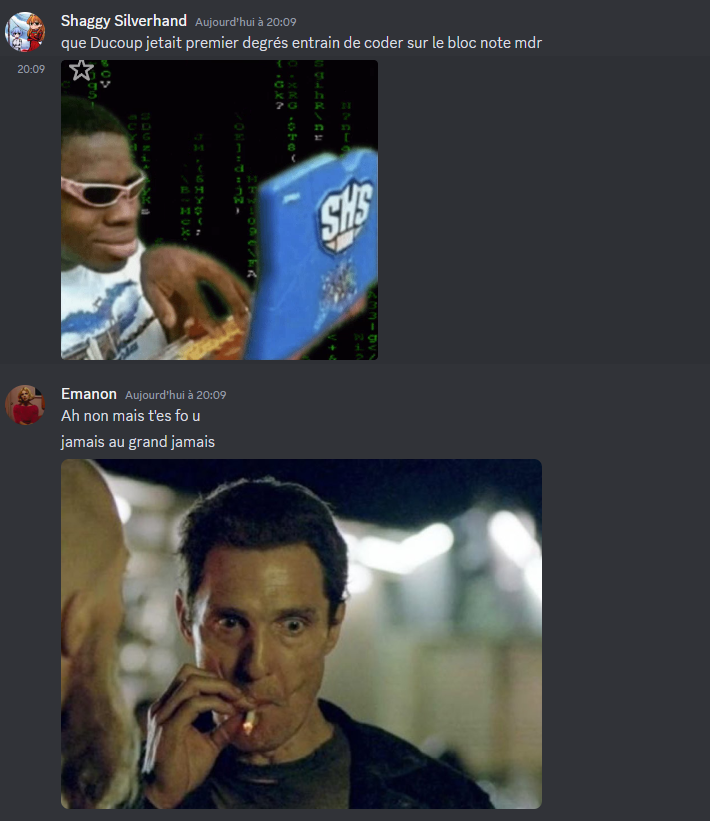 Shaggy Silverhand Aujourd'hui à 20:09
que Ducoup jetait premier degrés entrain de coder sur le bloc note mdr
20:09
SHS
Emanon Aujourd'hui à 20:09
Ah non mais t'es fo u
jamais au grand jamais